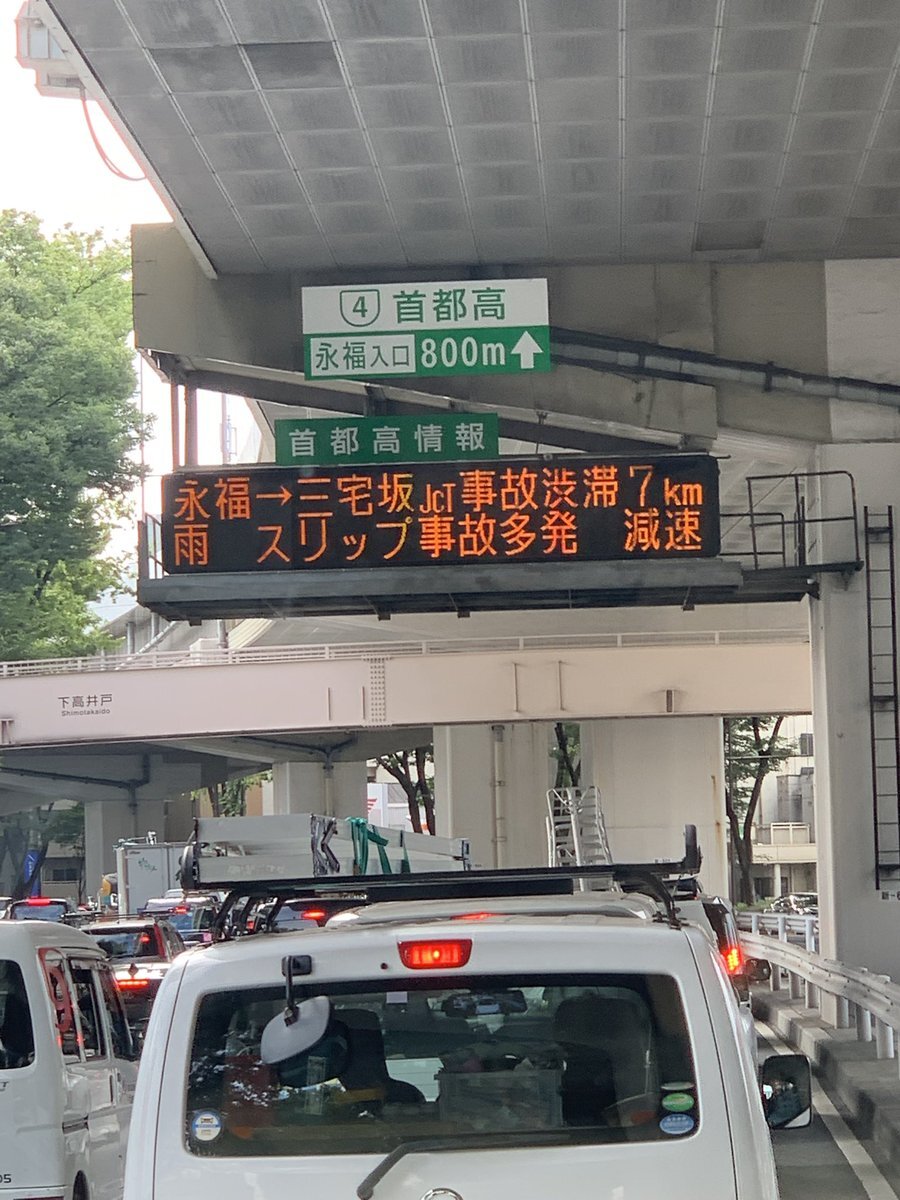 4 首都高
永福入口 800m↑
首都高情報
永福→三宅坂JCT事故渋滞7km
雨 スリップ事故多発 減速
下高井戸
Shimotakaido